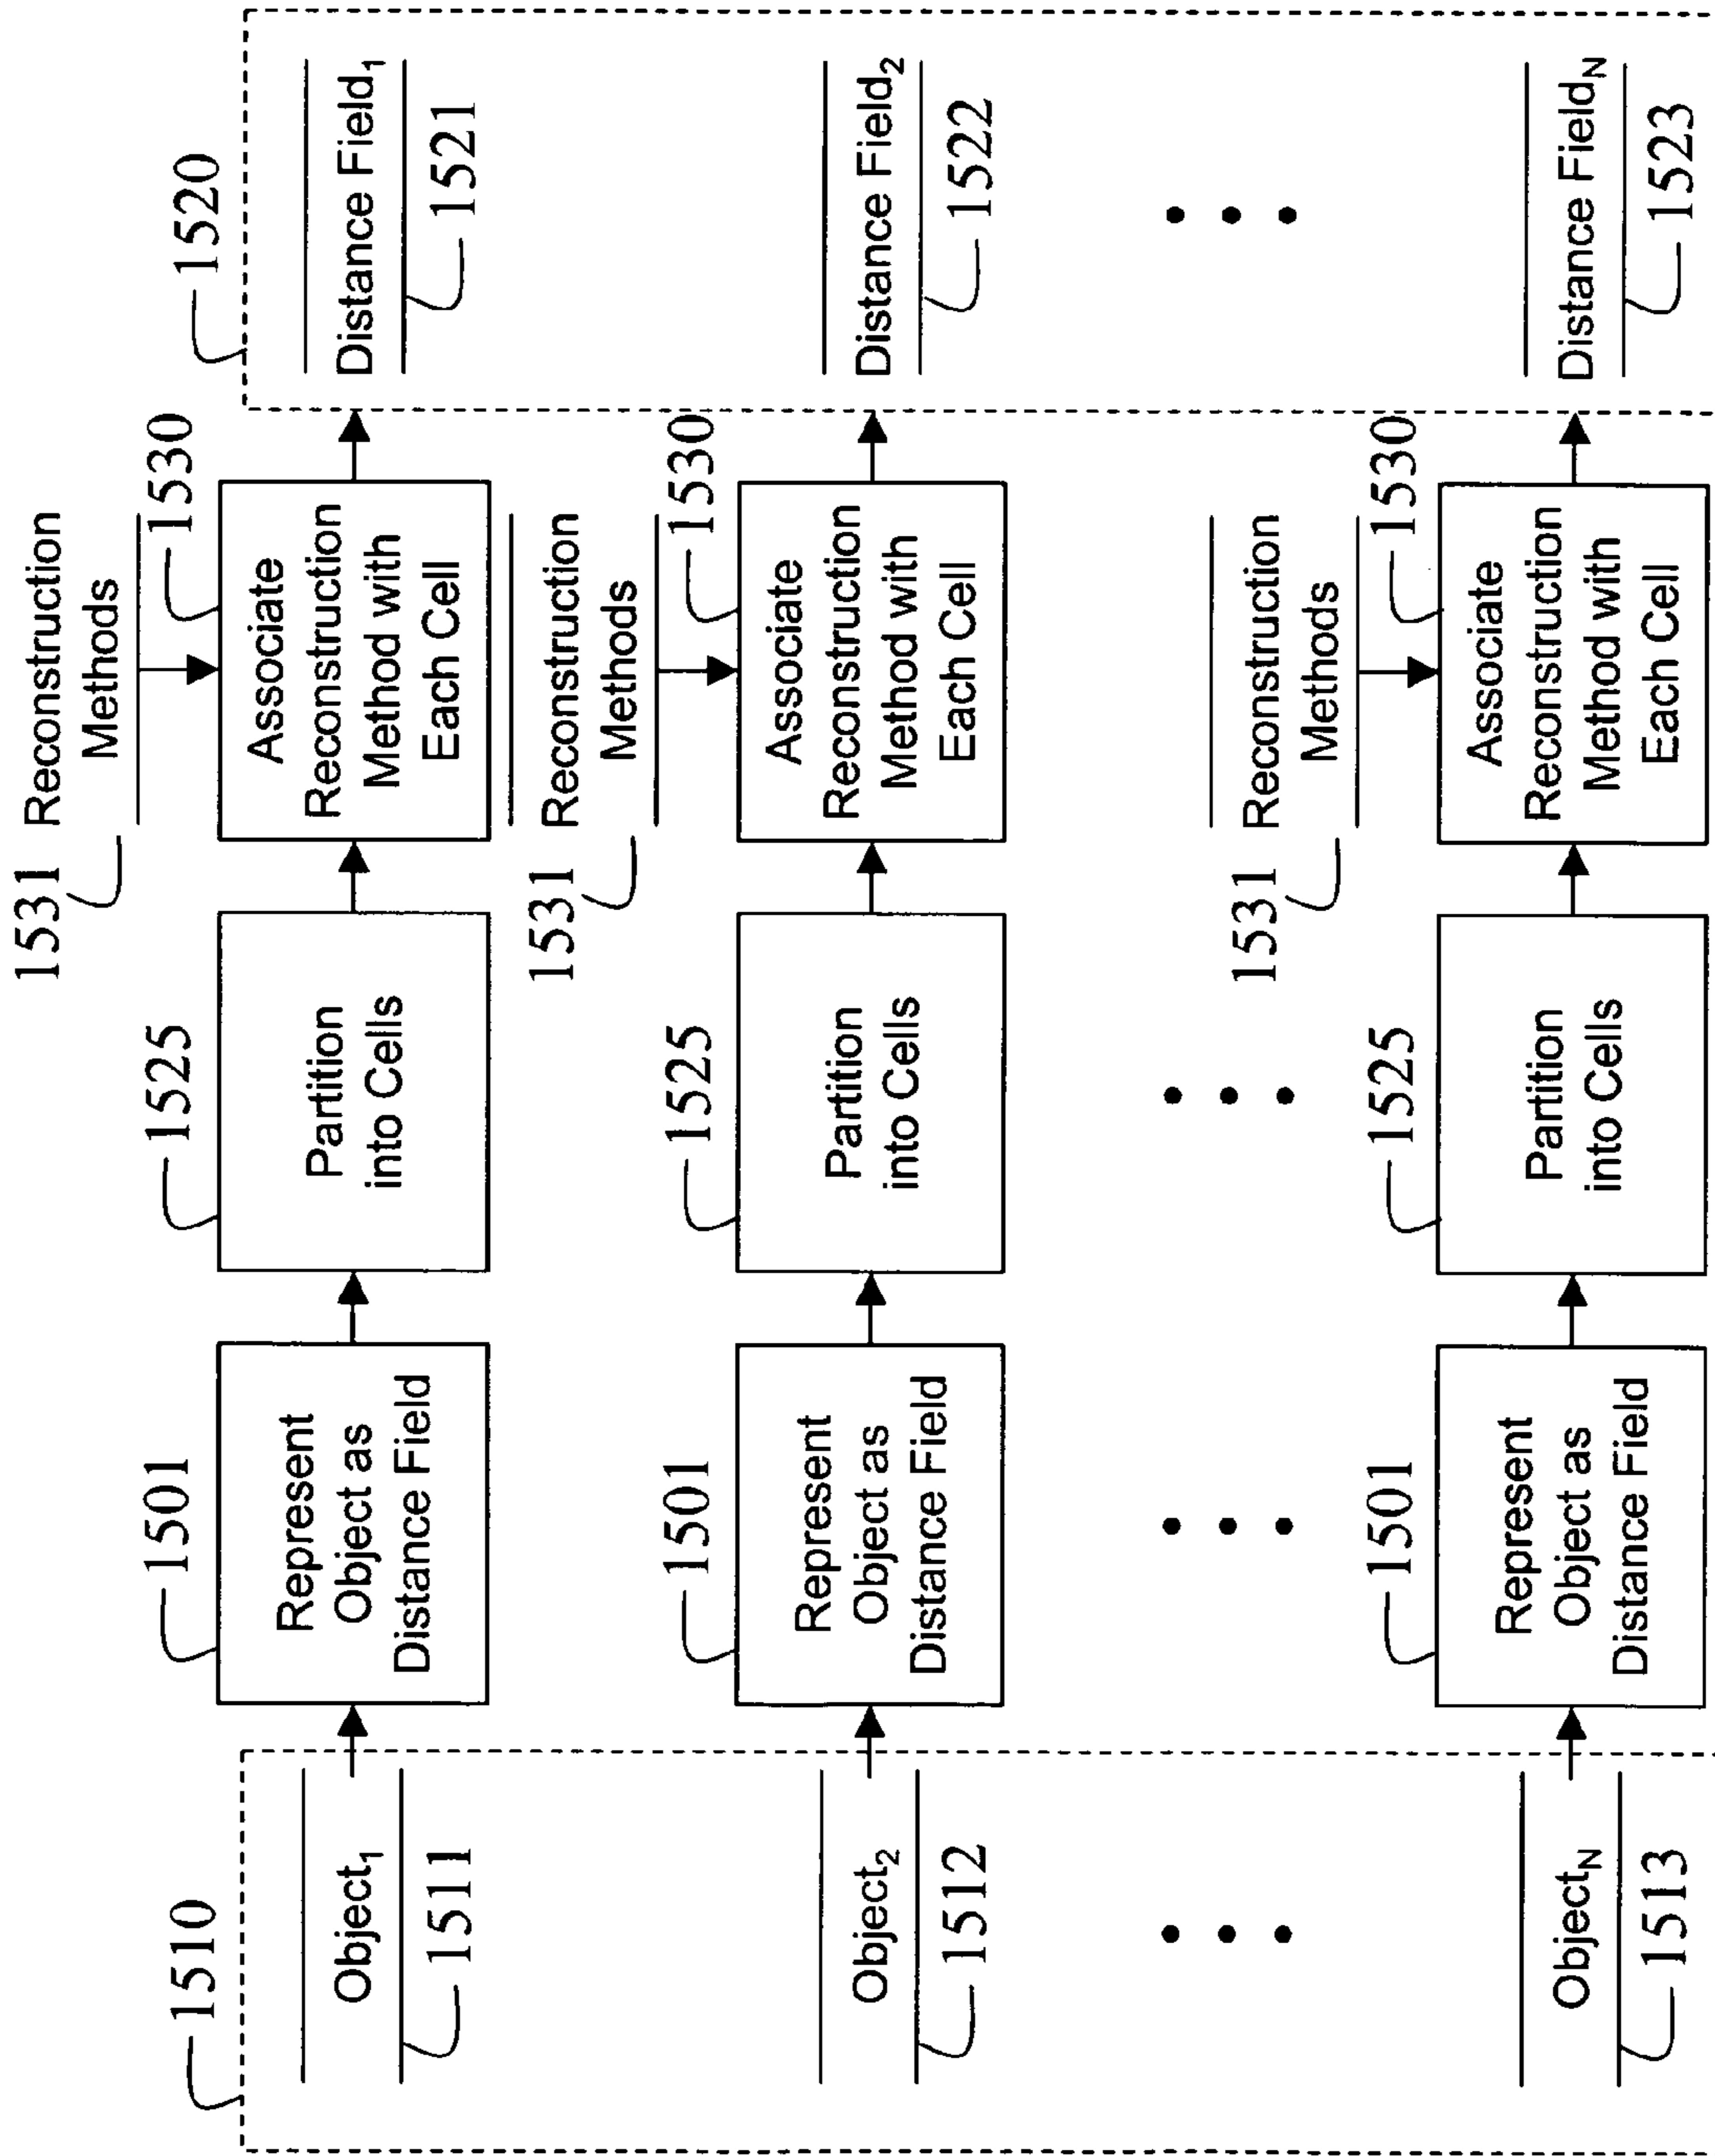 1510
Object₁
1511
1501
Represent
Object as
Distance Field
1525
Partition
into Cells
1531
Reconstruction
Methods
1530
Associate
Reconstruction
Method with
Each Cell
1520
Distance Field₁
1521
Object₂
1512
1501
Represent
Object as
Distance Field
1525
Partition
into Cells
1531
Reconstruction
Methods
1530
Associate
Reconstruction
Method with
Each Cell
Distance Field₂
1522
Object_N
1513
1501
Represent
Object as
Distance Field
1525
Partition
into Cells
1531
Reconstruction
Methods
1530
Associate
Reconstruction
Method with
Each Cell
Distance Field_N
1523